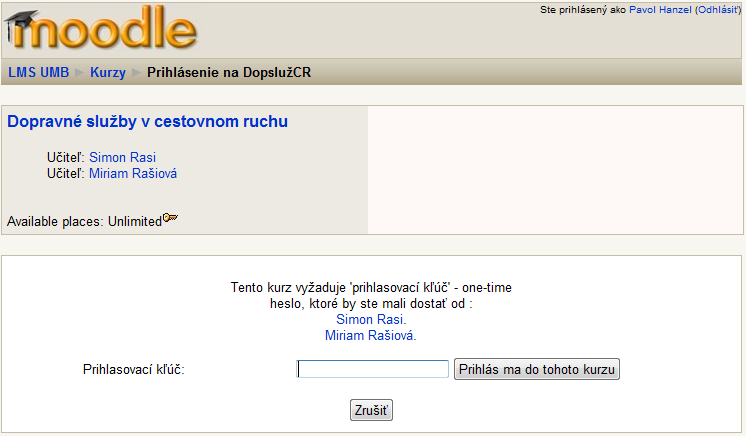 moodle
Ste prihlásený ako Pavol Hanzel (Odhlásiť)
LMS UMB ► Kurzy ► Prihlásenie na DopslužCR
Dopravné služby v cestovnom ruchu
Učiteľ: Simon Rasi
Učiteľ: Miriam Rašiová
Available places: Unlimited
Tento kurz vyžaduje 'prihlasovací kľúč' - one-time
heslo, ktoré by ste mali dostať od :
Simon Rasi.
Miriam Rašiová.
Prihlasovací kľúč:
Prihlás ma do tohoto kurzu
Zrušiť